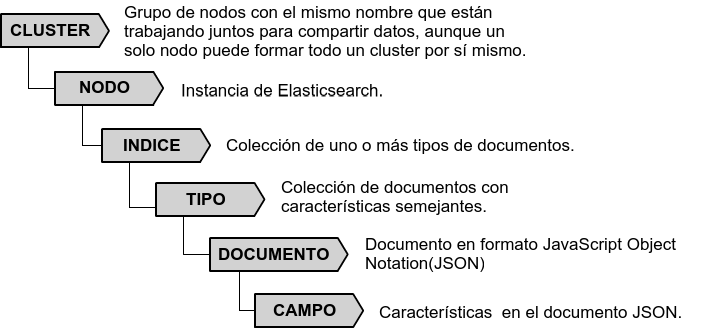 CLUSTER
Grupo de nodos con el mismo nombre que están
trabajando juntos para compartir datos, aunque un
solo nodo puede formar todo un cluster por sí mismo.
NODO
Instancia de Elasticsearch.
INDICE
Colección de uno o más tipos de documentos.
TIPO
Colección de documentos con
características semejantes.
DOCUMENTO
Documento en formato JavaScript Object
Notation(JSON)
CAMPO
Características en el documento JSON.